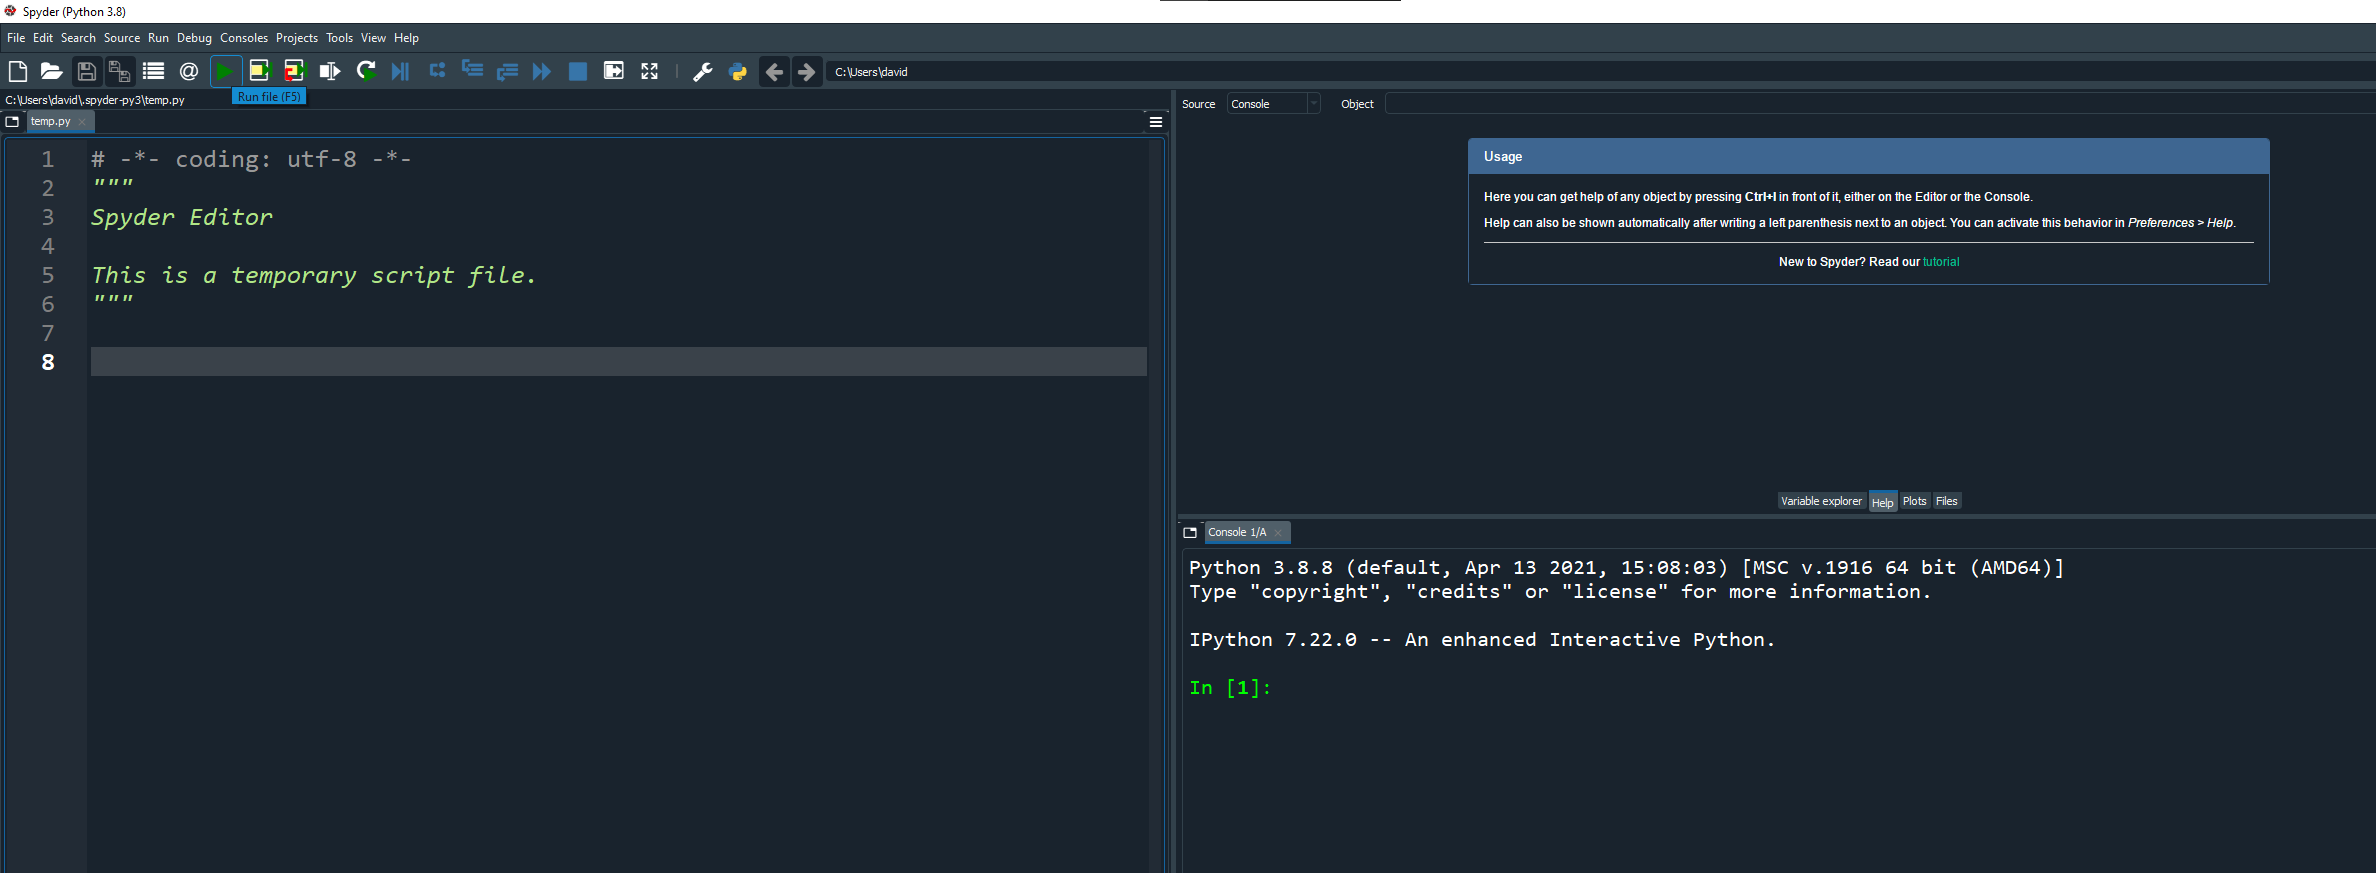 Spyder (Python 3.8)
File Edit Search Source Run Debug Consoles Projects Tools View Help
C:\Users\david
Run file (F5)
C:\Users\david\.spyder-py3\temp.py
temp.py
1 # -*- coding: utf-8 -*-
2 """
3 Spyder Editor
4
5 This is a temporary script file.
6 """
7
8
Source Console Object
Usage
Here you can get help of any object by pressing Ctrl+I in front of it, either on the Editor or the Console.
Help can also be shown automatically after writing a left parenthesis next to an object. You can activate this behavior in Preferences > Help.
New to Spyder? Read our tutorial
Variable explorer Help Plots Files
Console 1/A
Python 3.8.8 (default, Apr 13 2021, 15:08:03) [MSC v.1916 64 bit (AMD64)]
Type "copyright", "credits" or "license" for more information.
IPython 7.22.0 -- An enhanced Interactive Python.
In [1]: